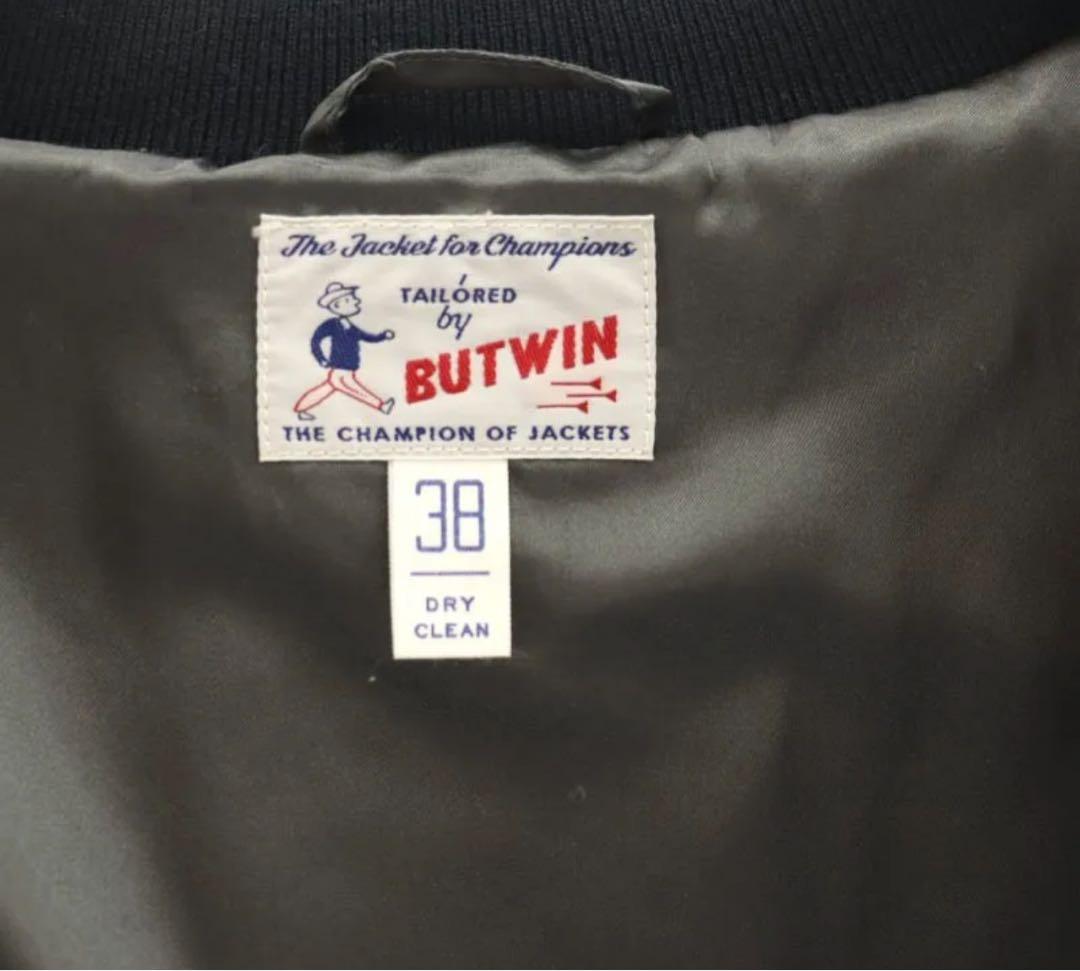 The Jacket for Champions
TAILORED
by
BUTWIN
THE CHAMPION OF JACKETS
38
DRY
CLEAN